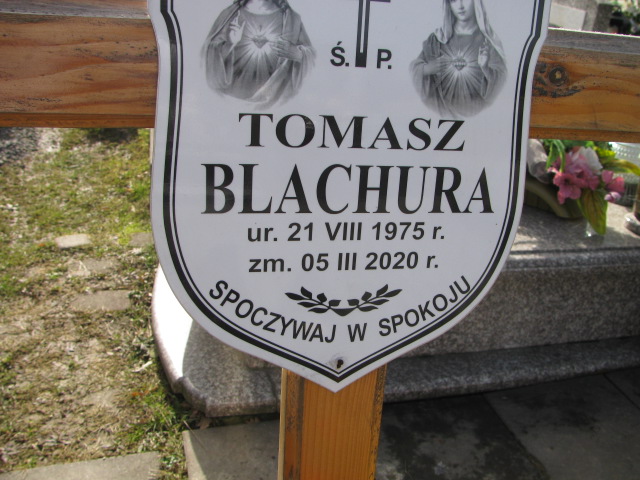 Ś. P.
TOMASZ
BLACHURA
ur. 21 VIII 1975 r.
zm. 05 III 2020 r.
SPOCZYWAJ W SPOKOJU